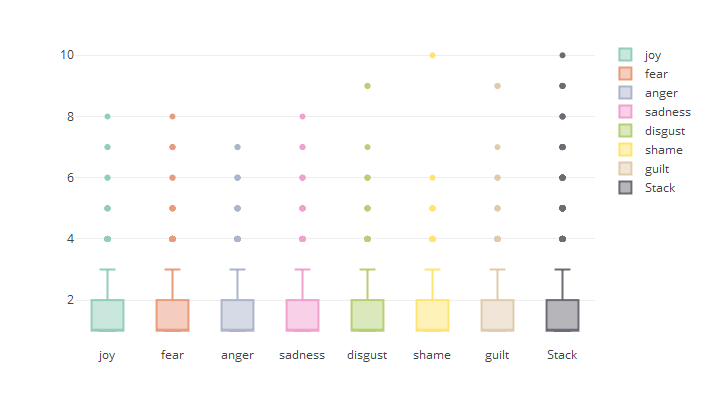 10
8
6
4
2
joy fear anger sadness disgust shame guilt Stack
joy
fear
anger
sadness
disgust
shame
guilt
Stack